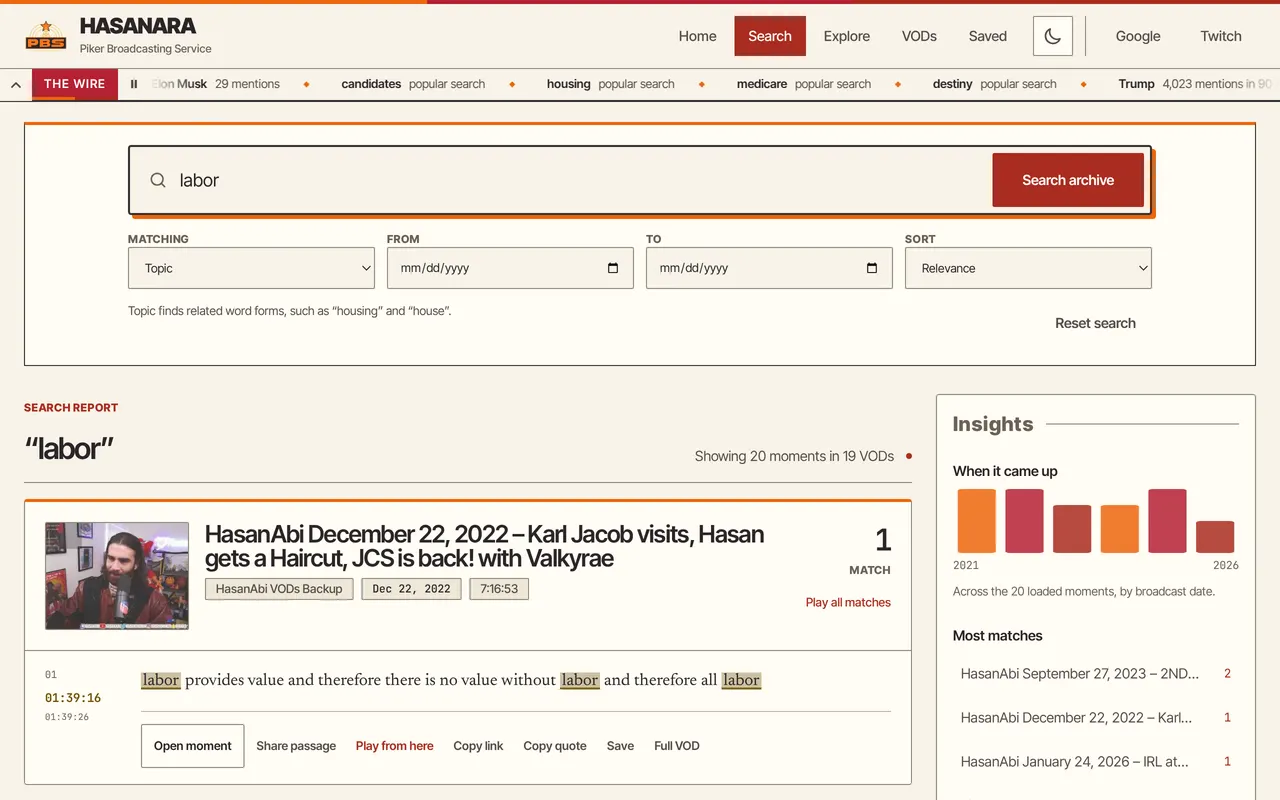 HASANARA
Piker Broadcasting Service
PBS
Home
Search
Explore
VODs
Saved
Google
Twitch
THE WIRE
Elon Musk 29 mentions
candidates popular search
housing popular search
medicare popular search
destiny popular search
Trump 4,023 mentions in 90
labor
Search archive
MATCHING
FROM
TO
SORT
Topic
mm/dd/yyyy
mm/dd/yyyy
Relevance
Topic finds related word forms, such as “housing” and “house”.
Reset search
SEARCH REPORT
“labor”
Showing 20 moments in 19 VODs
HasanAbi December 22, 2022 – Karl Jacob visits, Hasan
gets a Haircut, JCS is back! with Valkyrae
HasanAbi VODs Backup
Dec 22, 2022
7:16:53
1
MATCH
Play all matches
01
01:39:16
01:39:26
labor provides value and therefore there is no value without labor and therefore all labor
Open moment
Share passage
Play from here
Copy link
Copy quote
Save
Full VOD
Insights
When it came up
2021
2026
Across the 20 loaded moments, by broadcast date.
Most matches
HasanAbi September 27, 2023 – 2ND... 2
HasanAbi December 22, 2022 – Karl... 1
HasanAbi January 24, 2026 – IRL at... 1